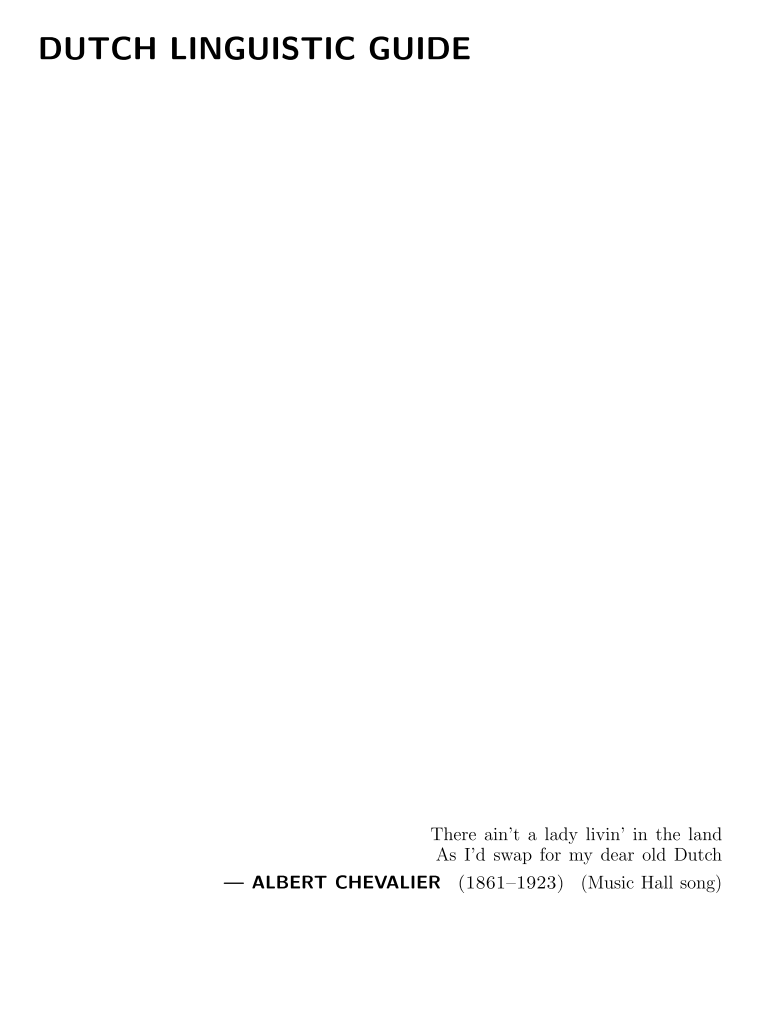 DUTCH LINGUISTIC GUIDE
There ain't a lady livin' in the land
As I'd swap for my dear old Dutch
— ALBERT CHEVALIER (1861–1923) (Music Hall song)